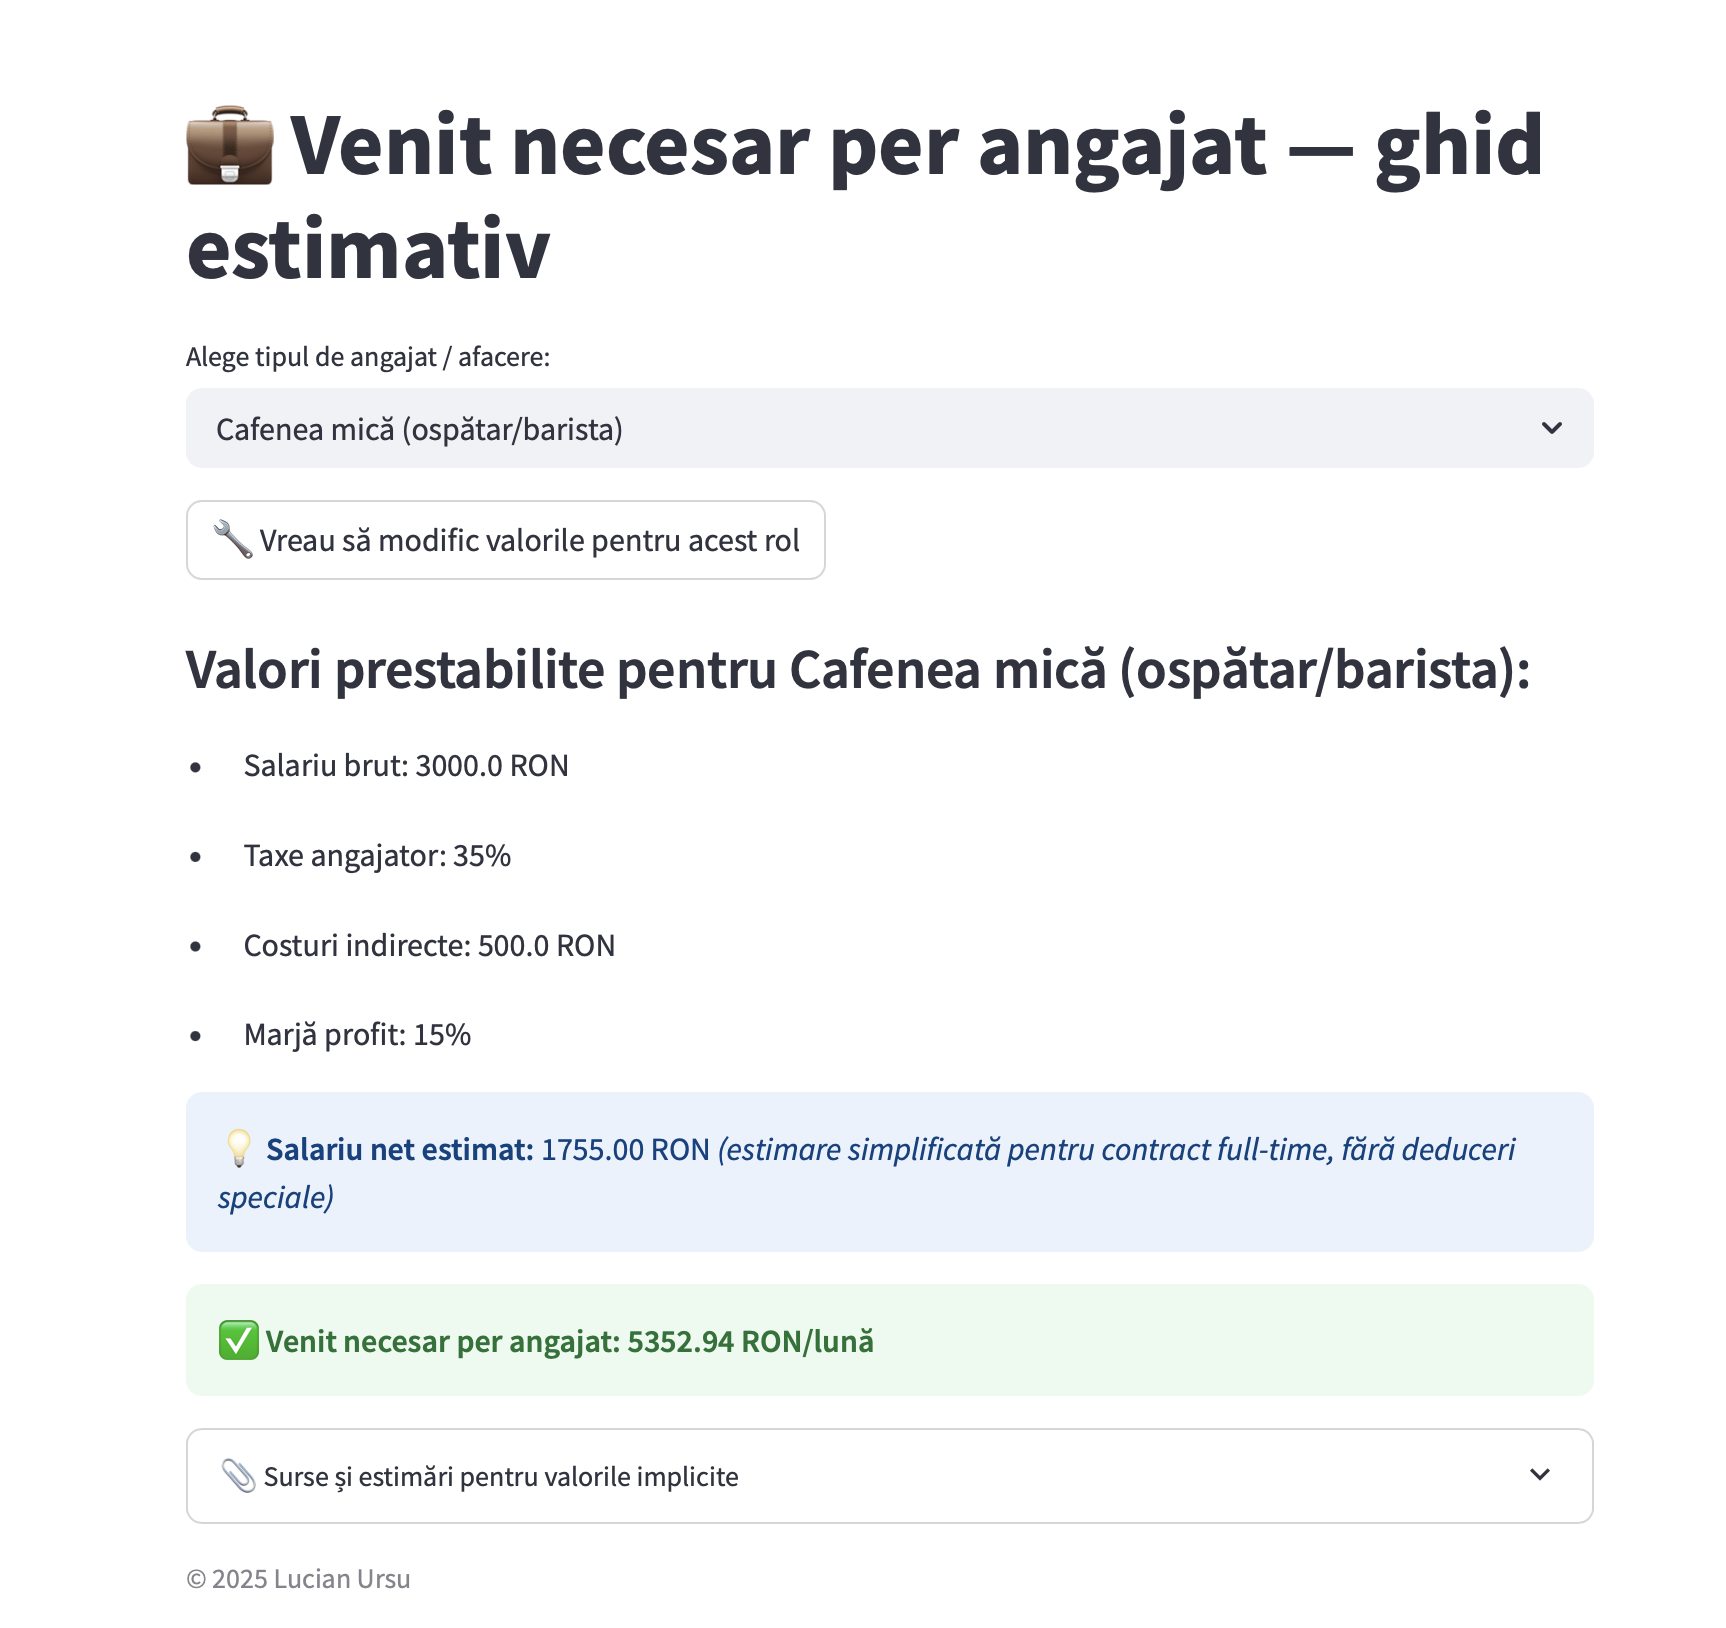 Venit necesar per angajat — ghid
estimativ
Alege tipul de angajat / afacere:
Cafenea mică (ospătar/barista)
Vreau să modific valorile pentru acest rol
Valori prestabilite pentru Cafenea mică (ospătar/barista):
• Salariu brut: 3000.0 RON
• Taxe angajator: 35%
• Costuri indirecte: 500.0 RON
• Marjă profit: 15%
Salariu net estimat: 1755.00 RON (estimare simplificată pentru contract full-time, fără deduceri
speciale)
Venit necesar per angajat: 5352.94 RON/lună
Surse și estimări pentru valorile implicite
© 2025 Lucian Ursu